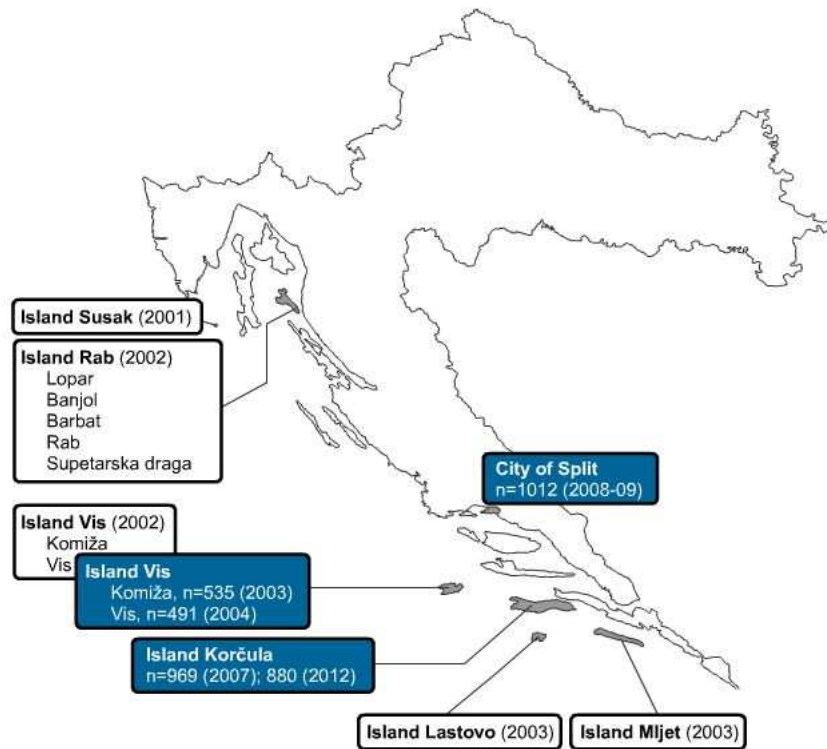 Island Susak (2001)
Island Rab (2002)
Lopar
Banjol
Barbat
Rab
Supetarska draga
City of Split
n=1012 (2008-09)
Island Vis (2002)
Komiža
Vis
Island Vis
Komiža, n=535 (2003)
Vis, n=491 (2004)
Island Korčula
n=969 (2007); 880 (2012)
Island Lastovo (2003)
Island Mljet (2003)